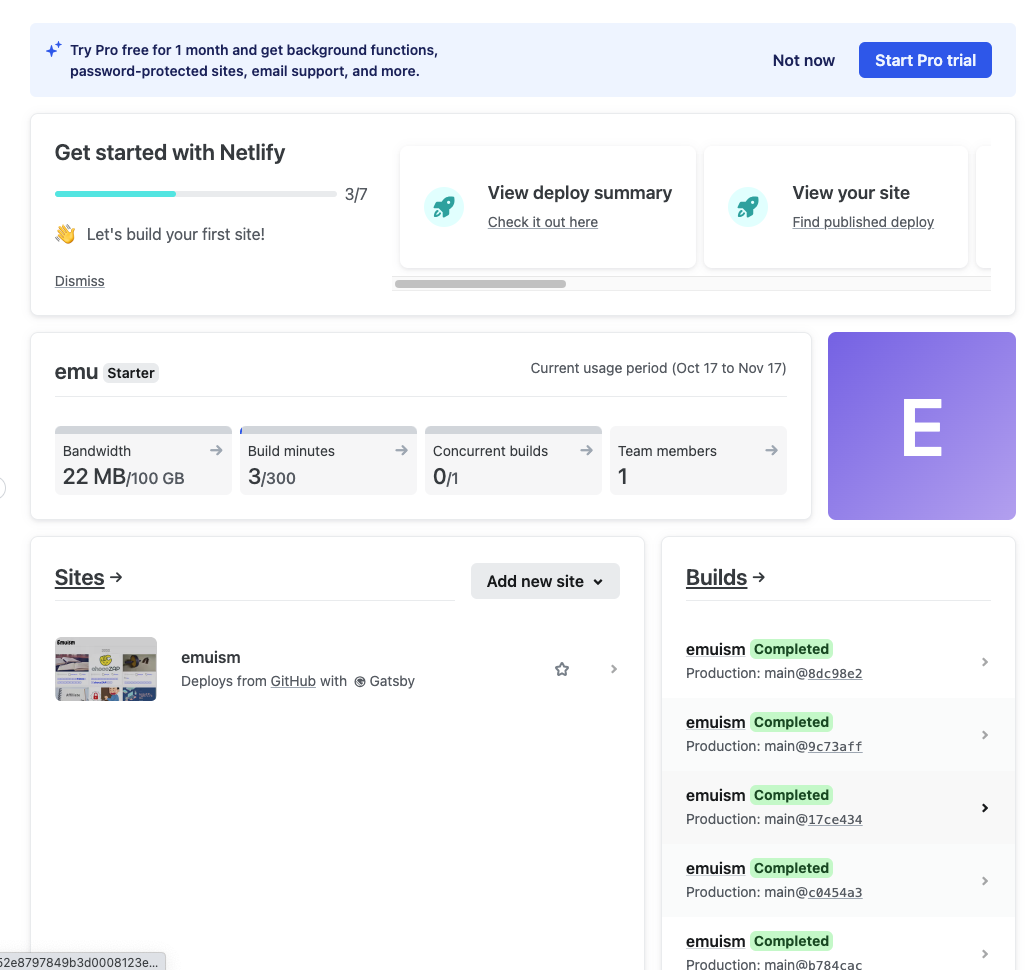 Try Pro free for 1 month and get background functions,
password-protected sites, email support, and more.
Not now
Start Pro trial
Get started with Netlify
3/7
👋 Let's build your first site!
Dismiss
View deploy summary
Check it out here
View your site
Find published deploy
emu Starter
Current usage period (Oct 17 to Nov 17)
Bandwidth
22 MB/100 GB
Build minutes
3/300
Concurrent builds
0/1
Team members
1
E
Sites
Add new site
Emuism
emuism
Deploys from GitHub with Gatsby
Builds
emuism Completed
Production: main@8dc98e2
emuism Completed
Production: main@9c73aff
emuism Completed
Production: main@17ce434
emuism Completed
Production: main@c0454a3
emuism Completed
Production: main@b784cac
52e8797849b3d0008123e...